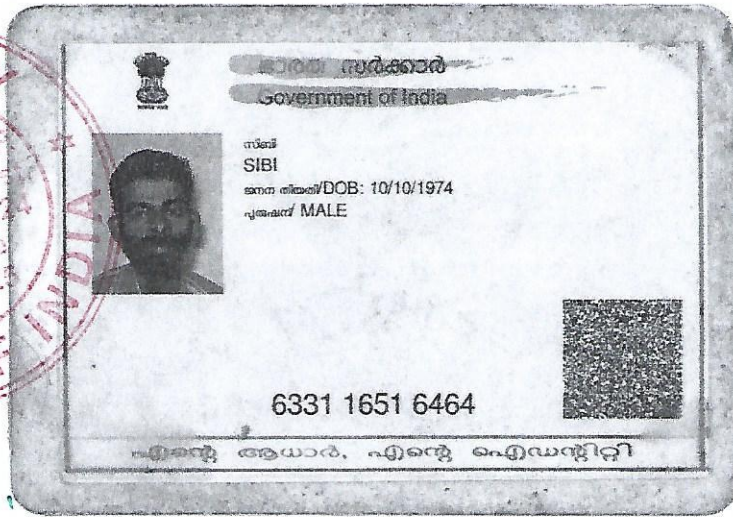 ഭാരത സർക്കാർ
Government of India
സിബി
SIBI
ജനന തിയതി/DOB: 10/10/1974
പുരുഷന്‍/ MALE
INDIA
6331 1651 6464
എന്റെ ആധാർ, എന്റെ ഐഡന്റിറ്റി